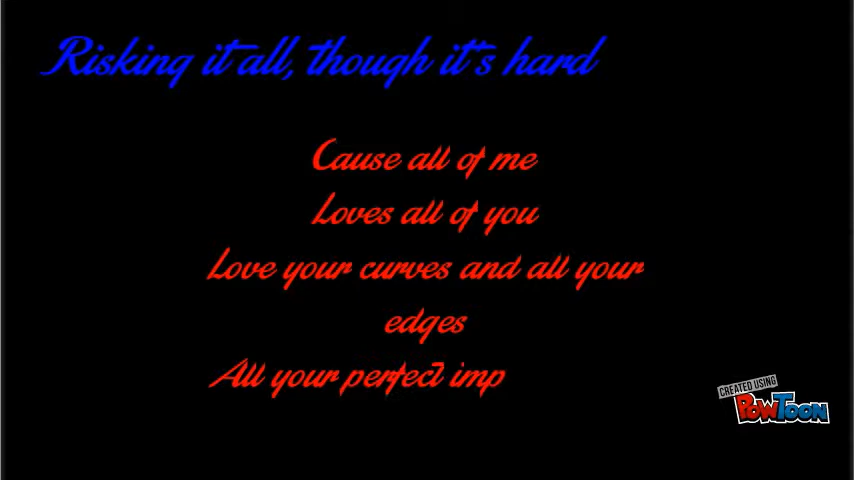 Risking it all, though it's hard
Cause all of me
Loves all of you
Love your curves and all your
edges
All your perfect imp
CREATED USING
POWTOON